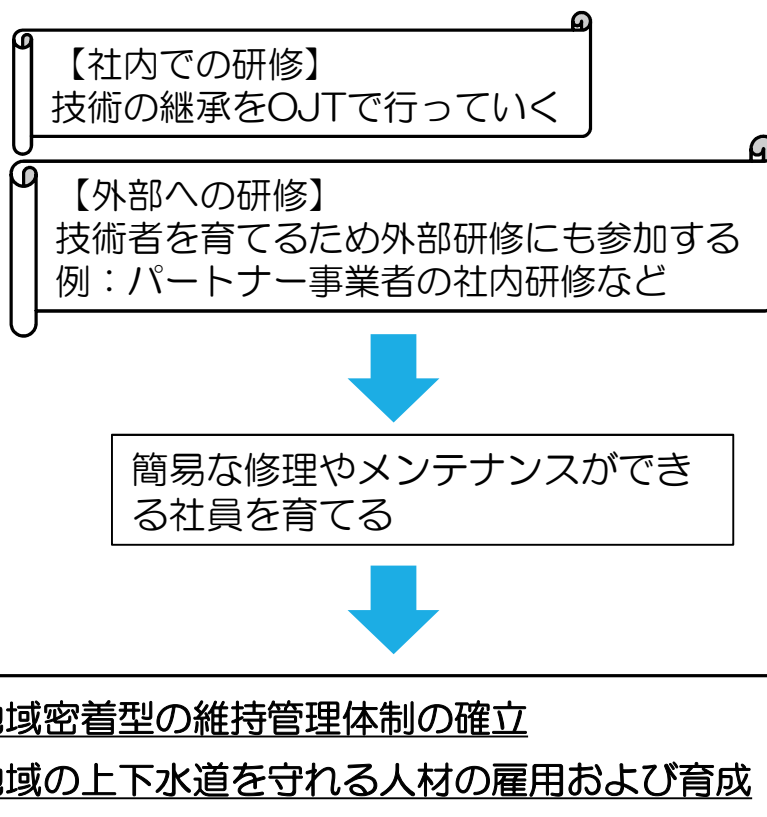 【社内での研修】
技術の継承をOJTで行っていく
【外部への研修】
技術者を育てるため外部研修にも参加する
例：パートナー事業者の社内研修など
簡易な修理やメンテナンスができ
る社員を育てる
地域密着型の維持管理体制の確立
地域の上下水道を守れる人材の雇用および育成